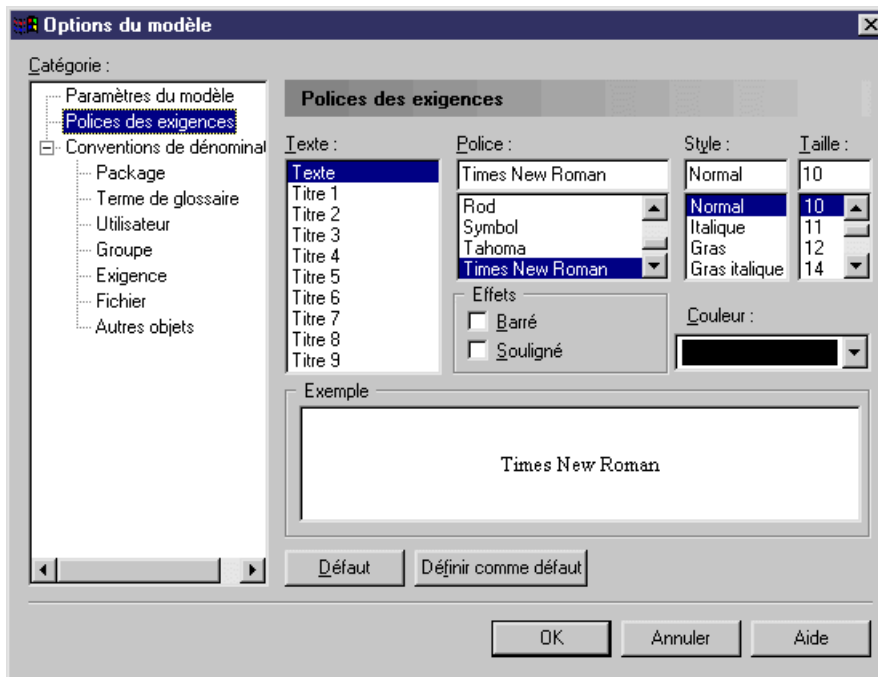 Options du modèle
Catégorie :
Paramètres du modèle
Polices des exigences
Conventions de dénominat
Package
Terme de glossaire
Utilisateur
Groupe
Exigence
Fichier
Autres objets
Polices des exigences
Texte :
Texte
Titre 1
Titre 2
Titre 3
Titre 4
Titre 5
Titre 6
Titre 7
Titre 8
Titre 9
Police :
Times New Roman
Rod
Symbol
Tahoma
Times New Roman
Style :
Normal
Normal
Italique
Gras
Gras italique
Taille :
10
10
11
12
14
Effets
Barré
Souligné
Couleur :
Exemple
Times New Roman
Défaut
Définir comme défaut
OK
Annuler
Aide